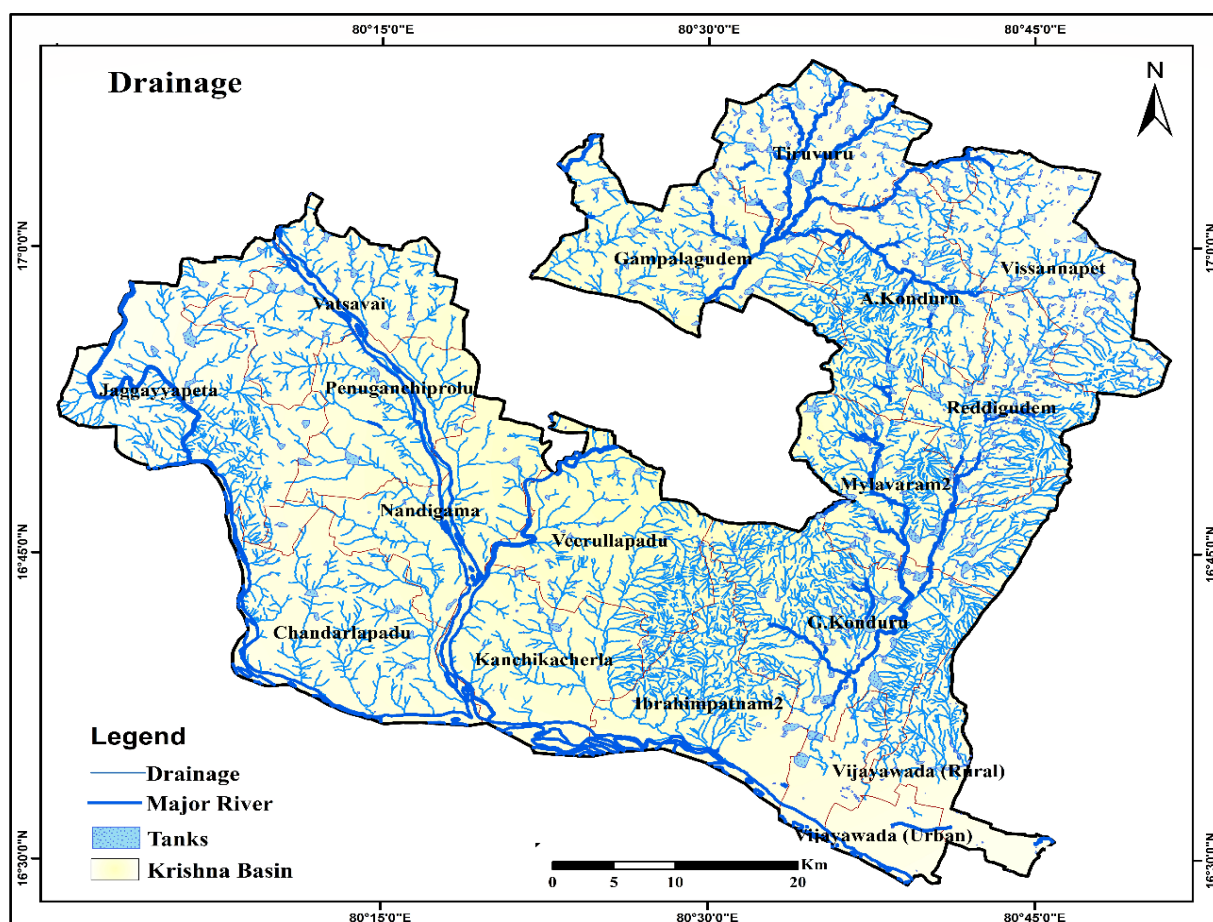 80°15'0"E 80°30'0"E 80°45'0"E
Drainage
N
Tiruvuru
17°0'0"N 17°0'0"N
Gampalagudem
Vissannapet
Vatsavai
A.Konduru
Jaggayyapeta
Penuganchiprolu
Reddigudem
Mylavaram2
Nandigama
Veerullapadu
16°45'0"N 16°45'0"N
G.Konduru
Chandarlapadu
Kanchikacherla
Ibrahimpatnam2
Legend
Drainage
Major River
Tanks
Krishna Basin
Vijayawada (Rural)
Vijayawada (Urban)
16°30'0"N 16°30'0"N
Km
0 5 10 20
80°15'0"E 80°30'0"E 80°45'0"E